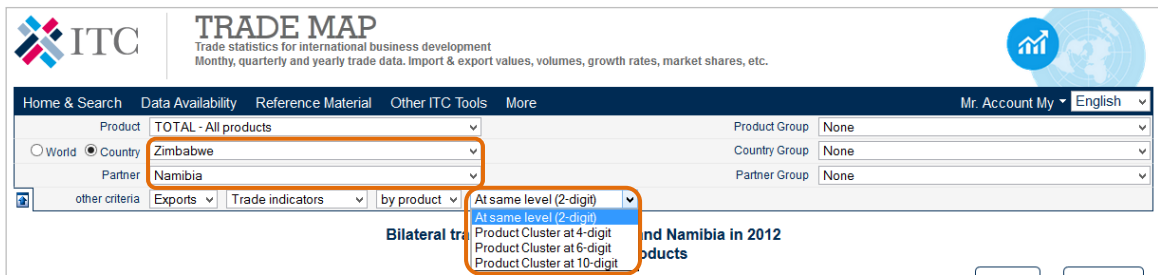 ITC
TRADE MAP
Trade statistics for international business development
Monthy, quarterly and yearly trade data. Import & export values, volumes, growth rates, market shares, etc.
Home & Search Data Availability Reference Material Other ITC Tools More Mr. Account My English
Product TOTAL - All products Product Group None
World Country Zimbabwe Country Group None
Partner Namibia Partner Group None
other criteria Exports Trade indicators by product At same level (2-digit)
At same level (2-digit)
Product Cluster at 4-digit
Product Cluster at 6-digit
Product Cluster at 10-digit
Bilateral and Namibia in 2012